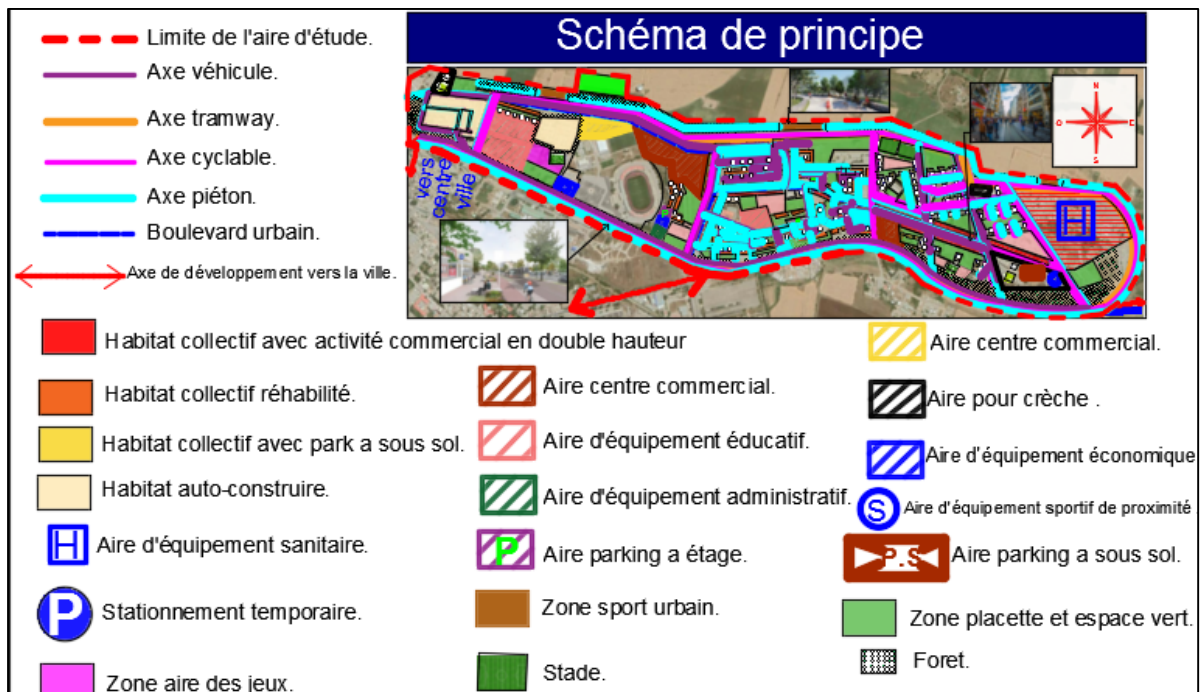 Schéma de principe
Limite de l'aire d'étude.
Axe véhicule.
Axe tramway.
Axe cyclable.
Axe piéton.
Boulevard urbain.
Axe de développement vers la ville.
vers
centre
ville
N
O
E
S
H
Habitat collectif avec activité commercial en double hauteur
Habitat collectif réhabilité.
Habitat collectif avec park a sous sol.
Habitat auto-construire.
H Aire d'équipement sanitaire.
P Stationnement temporaire.
Zone aire des jeux.
Aire centre commercial.
Aire d'équipement éducatif.
Aire d'équipement administratif.
P Aire parking a étage.
Zone sport urbain.
Stade.
Aire centre commercial.
Aire pour crèche .
Aire d'équipement économique
S Aire d'équipement sportif de proximité .
P.S Aire parking a sous sol.
Zone placette et espace vert.
Foret.